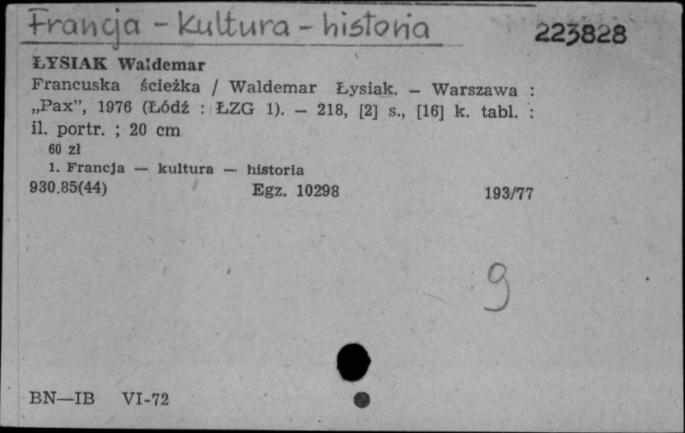 Francja - kultura - historia
223828
ŁYSIAK Waldemar
Francuska ścieżka / Waldemar Łysiak. — Warszawa :
„Pax”, 1976 (Łódź : ŁZG 1). — 218, [2] s., [16] k. tabl. :
il. portr. ; 20 cm
60 zł
1. Francja — kultura — historia
930.85(44) Egz. 10298 193/77
9
BN—IB VI-72